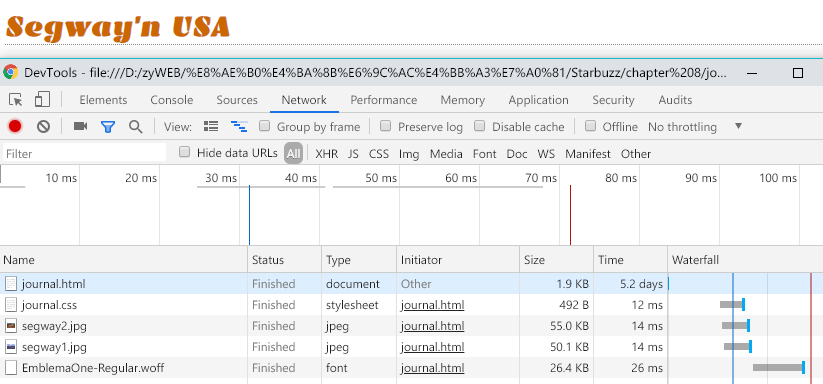 Segway'n USA
DevTools - file:///D:/zyWEB/%E8%AE%B0%E4%BA%8B%E6%9C%AC%E4%BB%A3%E7%A0%81/Starbuzz/chapter%208/jo...
Elements Console Sources Network Performance Memory Application Security Audits
View: Group by frame Preserve log Disable cache Offline No throttling
Filter Hide data URLs All XHR JS CSS Img Media Font Doc WS Manifest Other
10 ms 20 ms 30 ms 40 ms 50 ms 60 ms 70 ms 80 ms 90 ms 100 ms
Name Status Type Initiator Size Time Waterfall
journal.html Finished document Other 1.9 KB 5.2 days
journal.css Finished stylesheet journal.html 492 B 12 ms
segway2.jpg Finished jpeg journal.html 55.0 KB 14 ms
segway1.jpg Finished jpeg journal.html 50.1 KB 14 ms
EmblemaOne-Regular.woff Finished font journal.html 26.4 KB 26 ms